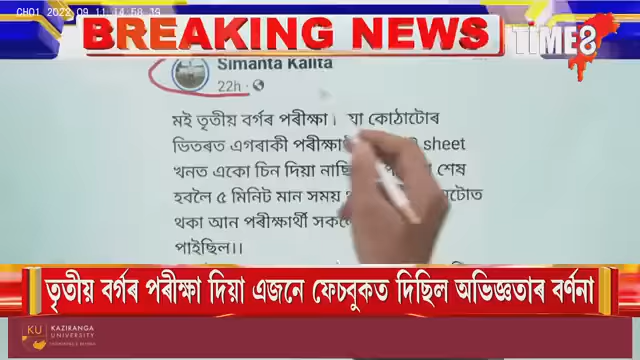 CH01 2022 09 11 14 58 39
BREAKING NEWS
TIME8
Simanta Kalita
22h ·
মই তৃতীয় বৰ্গৰ পৰীক্ষা। যা কোঠাটোৰ
ভিতৰত এগৰাকী পৰীক্ষাৰ্থী sheet
খনত একো চিন দিয়া নাছি শেষ
হবলৈ ৫ মিনিট মান সময় টোত
থকা আন পৰীক্ষাৰ্থী সকলে
পাইছিল।।
তৃতীয় বৰ্গৰ পৰীক্ষা দিয়া এজনে ফেচবুকত দিছিল অভিজ্ঞতাৰ বৰ্ণনা
KU KAZIRANGA
UNIVERSITY